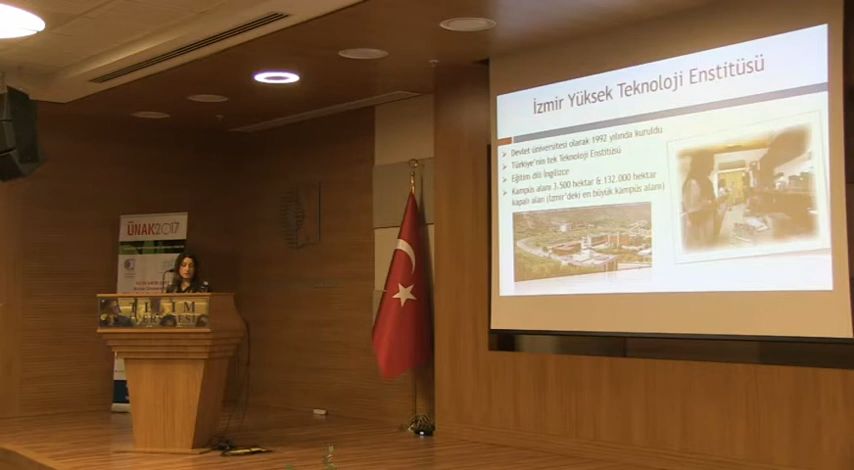 İzmir Yüksek Teknoloji Enstitüsü
Devlet üniversitesi olarak 1992 yılında kuruldu
Türkiye'nin tek Teknoloji Enstitüsü
Eğitim dili İngilizce
Kampüs alanı 3.500 hektar & 132.000 hektar
kapalı alan (İzmir'deki en büyük kampüs alanı)
ÜNAK2017